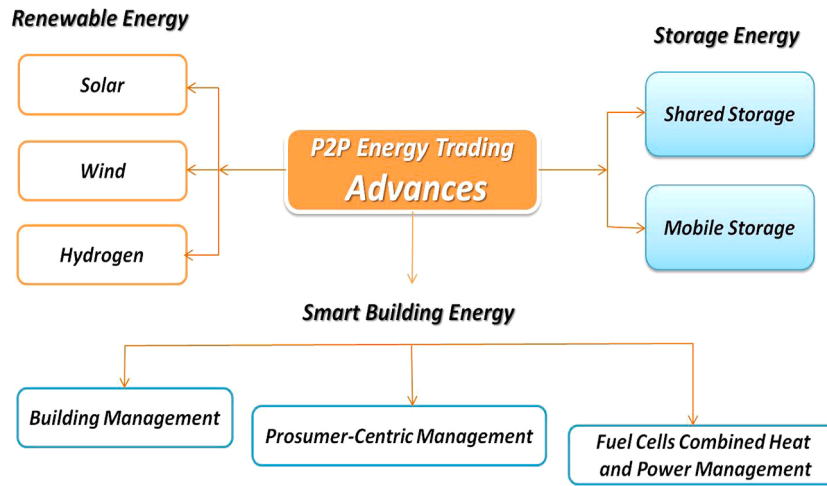 Renewable Energy
Solar
Wind
Hydrogen
P2P Energy Trading
Advances
Storage Energy
Shared Storage
Mobile Storage
Smart Building Energy
Building Management
Prosumer-Centric Management
Fuel Cells Combined Heat
and Power Management